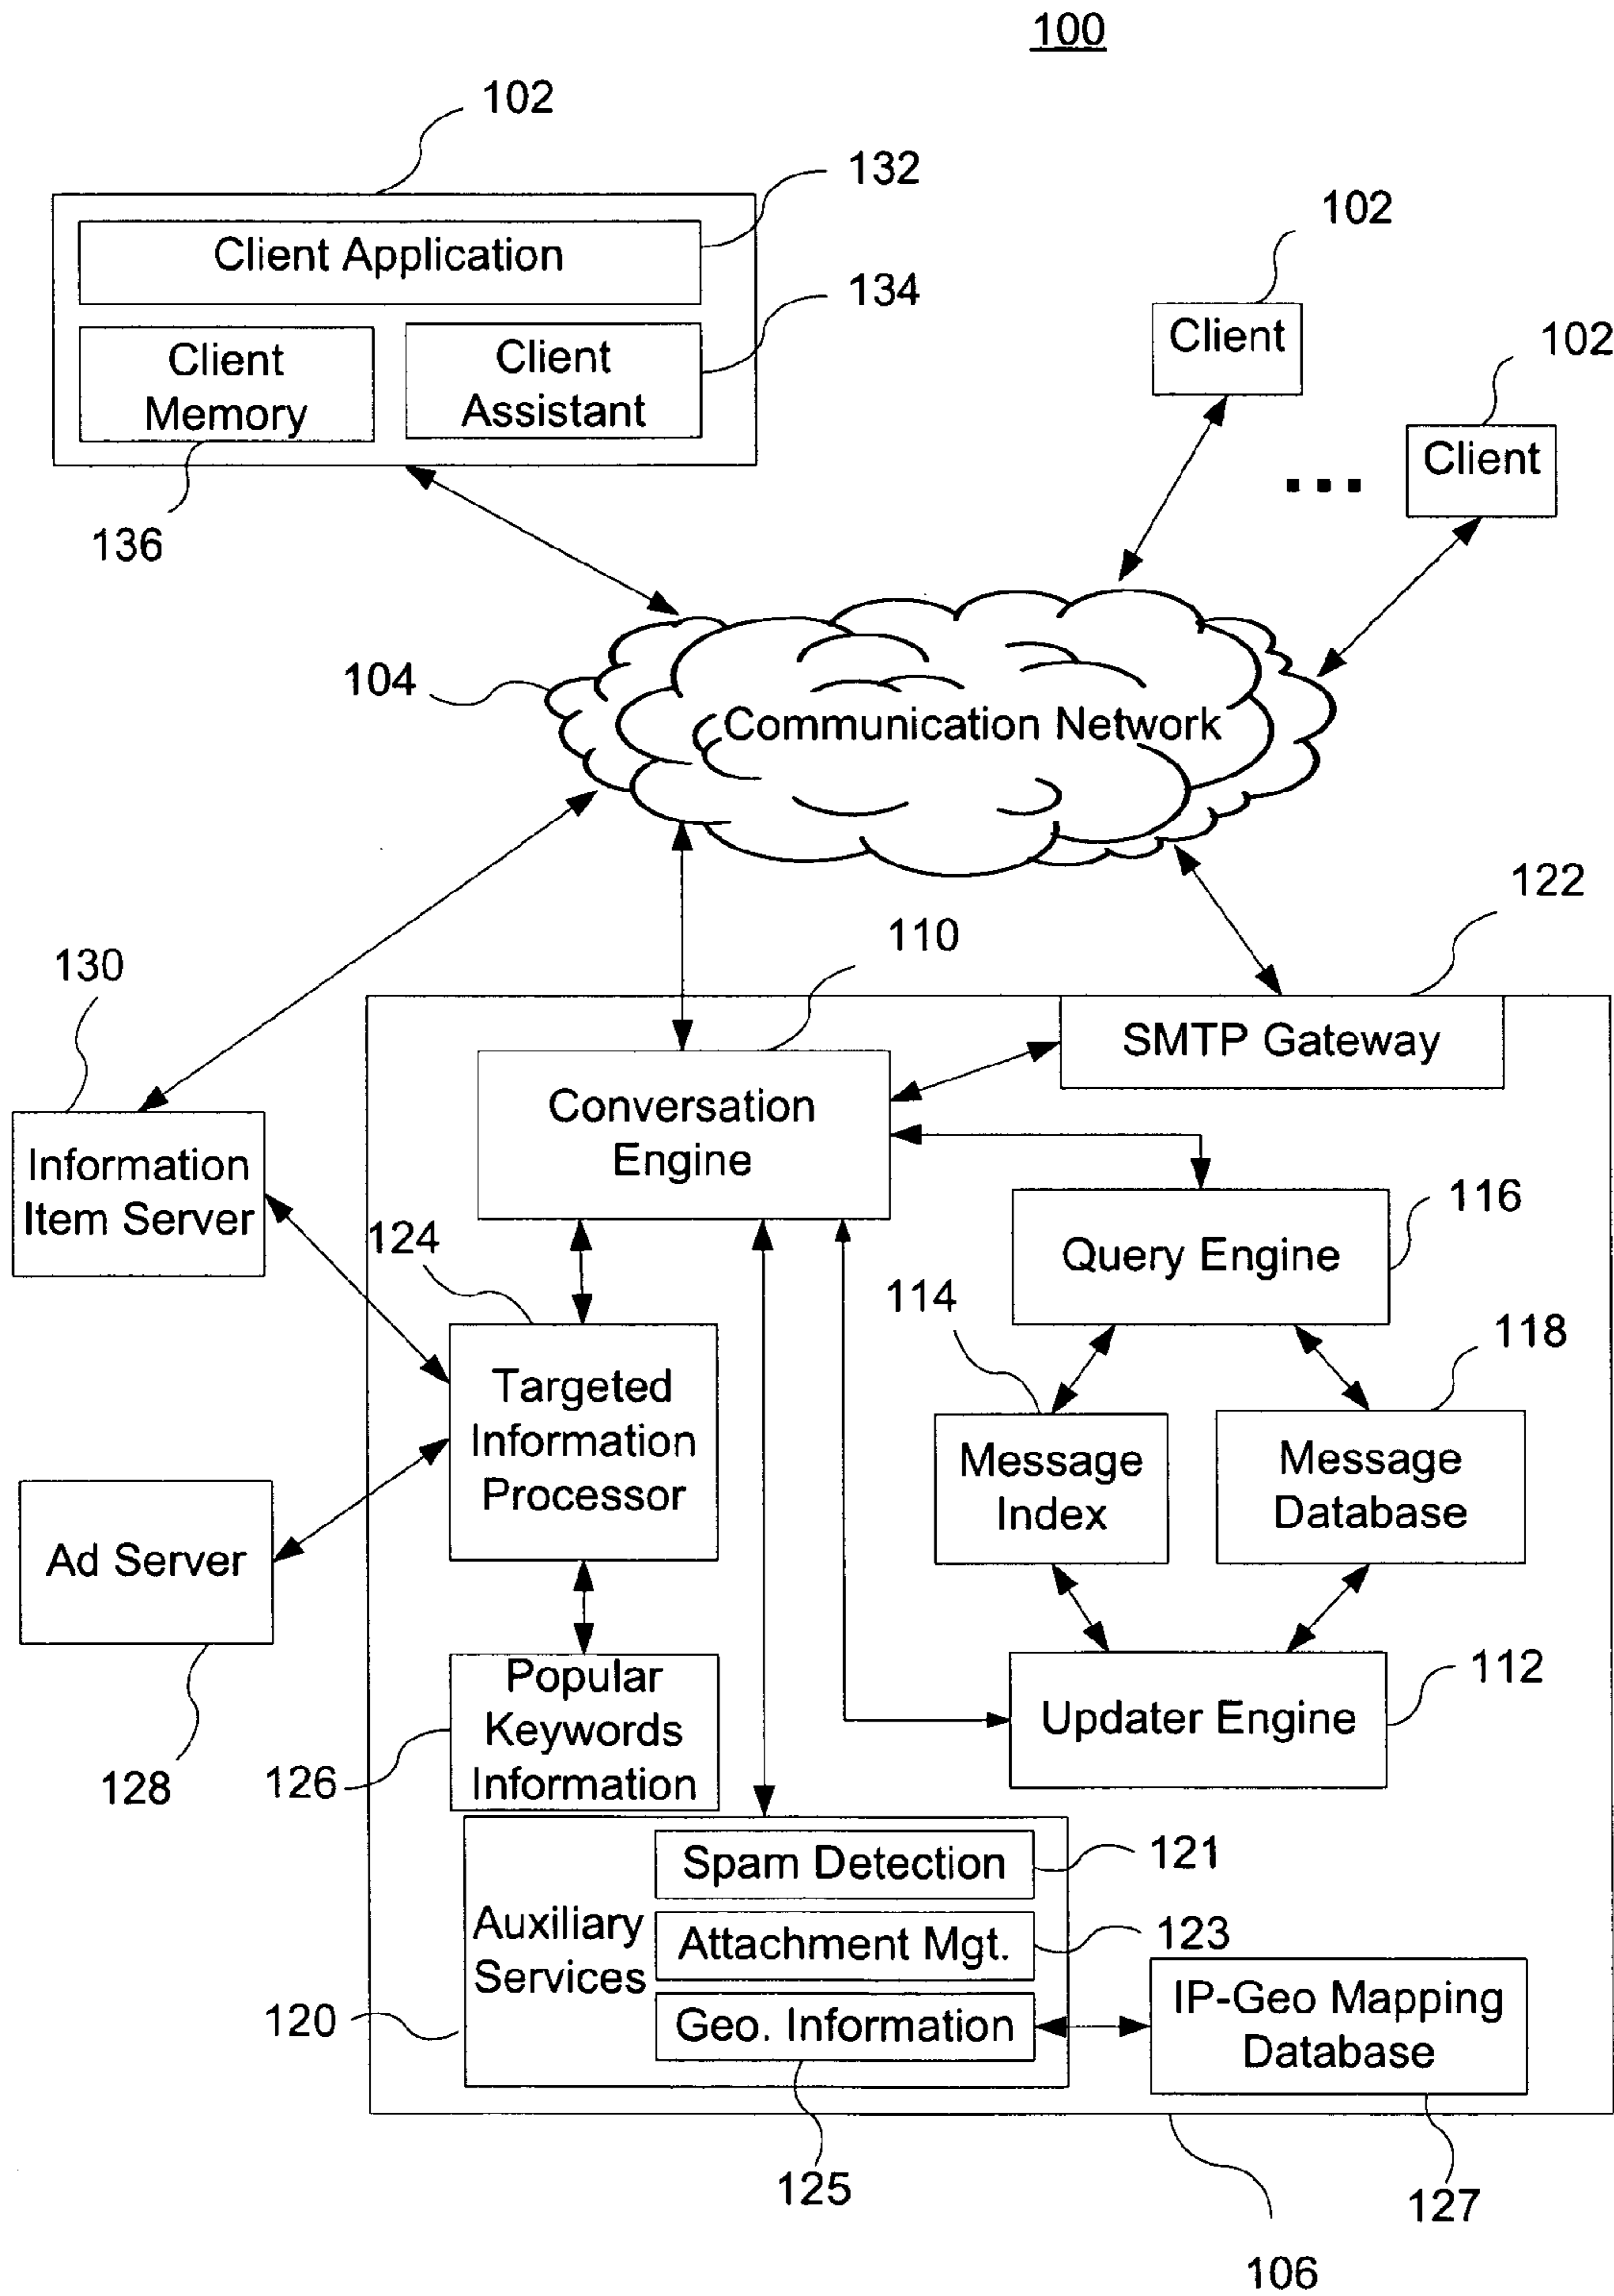 100
102
132
Client Application
134
Client
Memory
Client
Assistant
136
102
Client
102
Client
...
104
Communication Network
122
110
130
SMTP Gateway
Conversation
Engine
Information
Item Server
124
116
Query Engine
114
118
Targeted
Information
Processor
Message
Index
Message
Database
Ad Server
128
Popular
Keywords
Information
126
112
Updater Engine
Auxiliary
Services
Spam Detection
121
Attachment Mgt.
123
Geo. Information
120
IP-Geo Mapping
Database
125
127
106